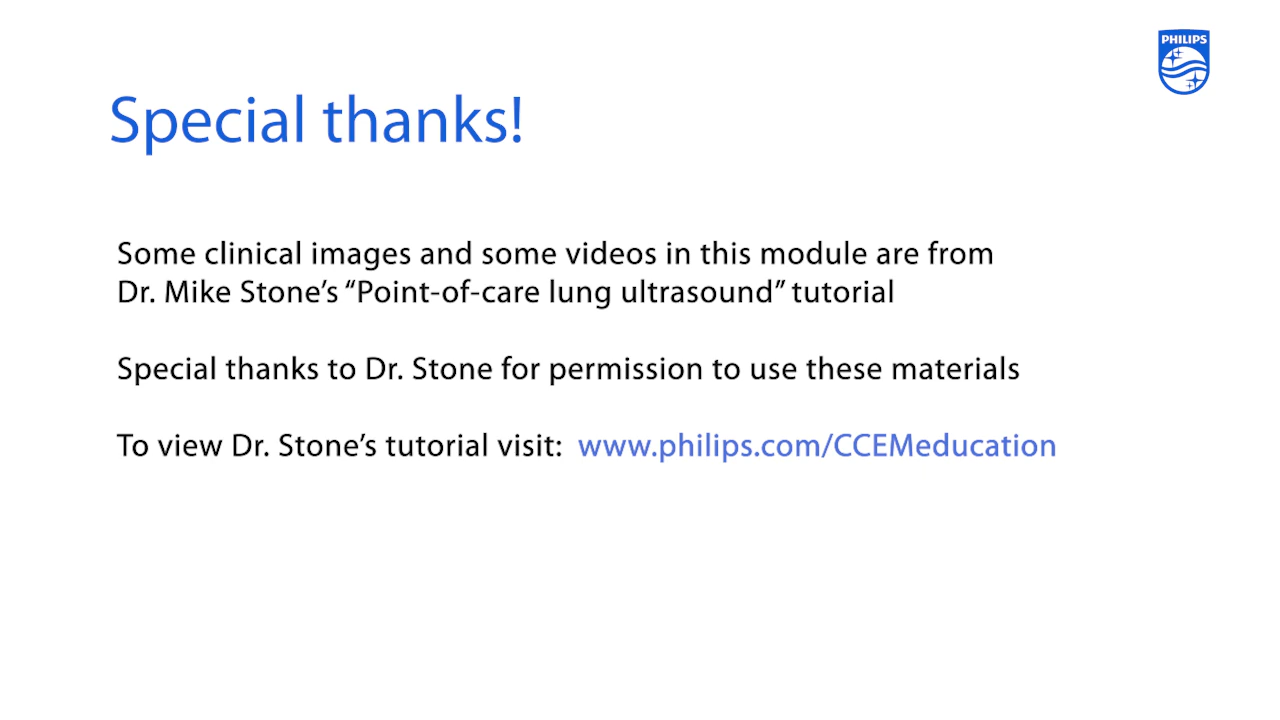 PHILIPS
Special thanks!
Some clinical images and some videos in this module are from
Dr. Mike Stone’s “Point-of-care lung ultrasound” tutorial
Special thanks to Dr. Stone for permission to use these materials
To view Dr. Stone’s tutorial visit: www.philips.com/CCEMeducation